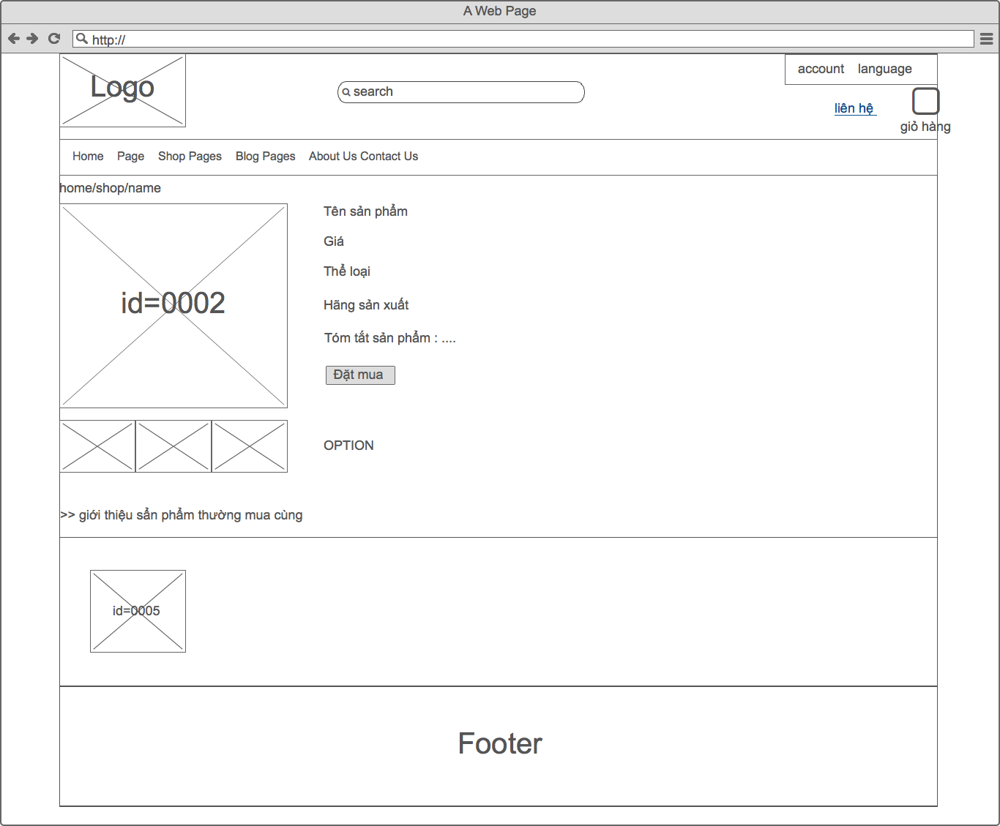 A Web Page
http://
Logo
search
account language
liên hệ
giỏ hàng
Home Page Shop Pages Blog Pages About Us Contact Us
home/shop/name
id=0002
Tên sản phẩm
Giá
Thể loại
Hãng sản xuất
Tóm tắt sản phẩm : ....
Đặt mua
OPTION
>> giới thiệu sẩn phẩm thường mua cùng
id=0005
Footer